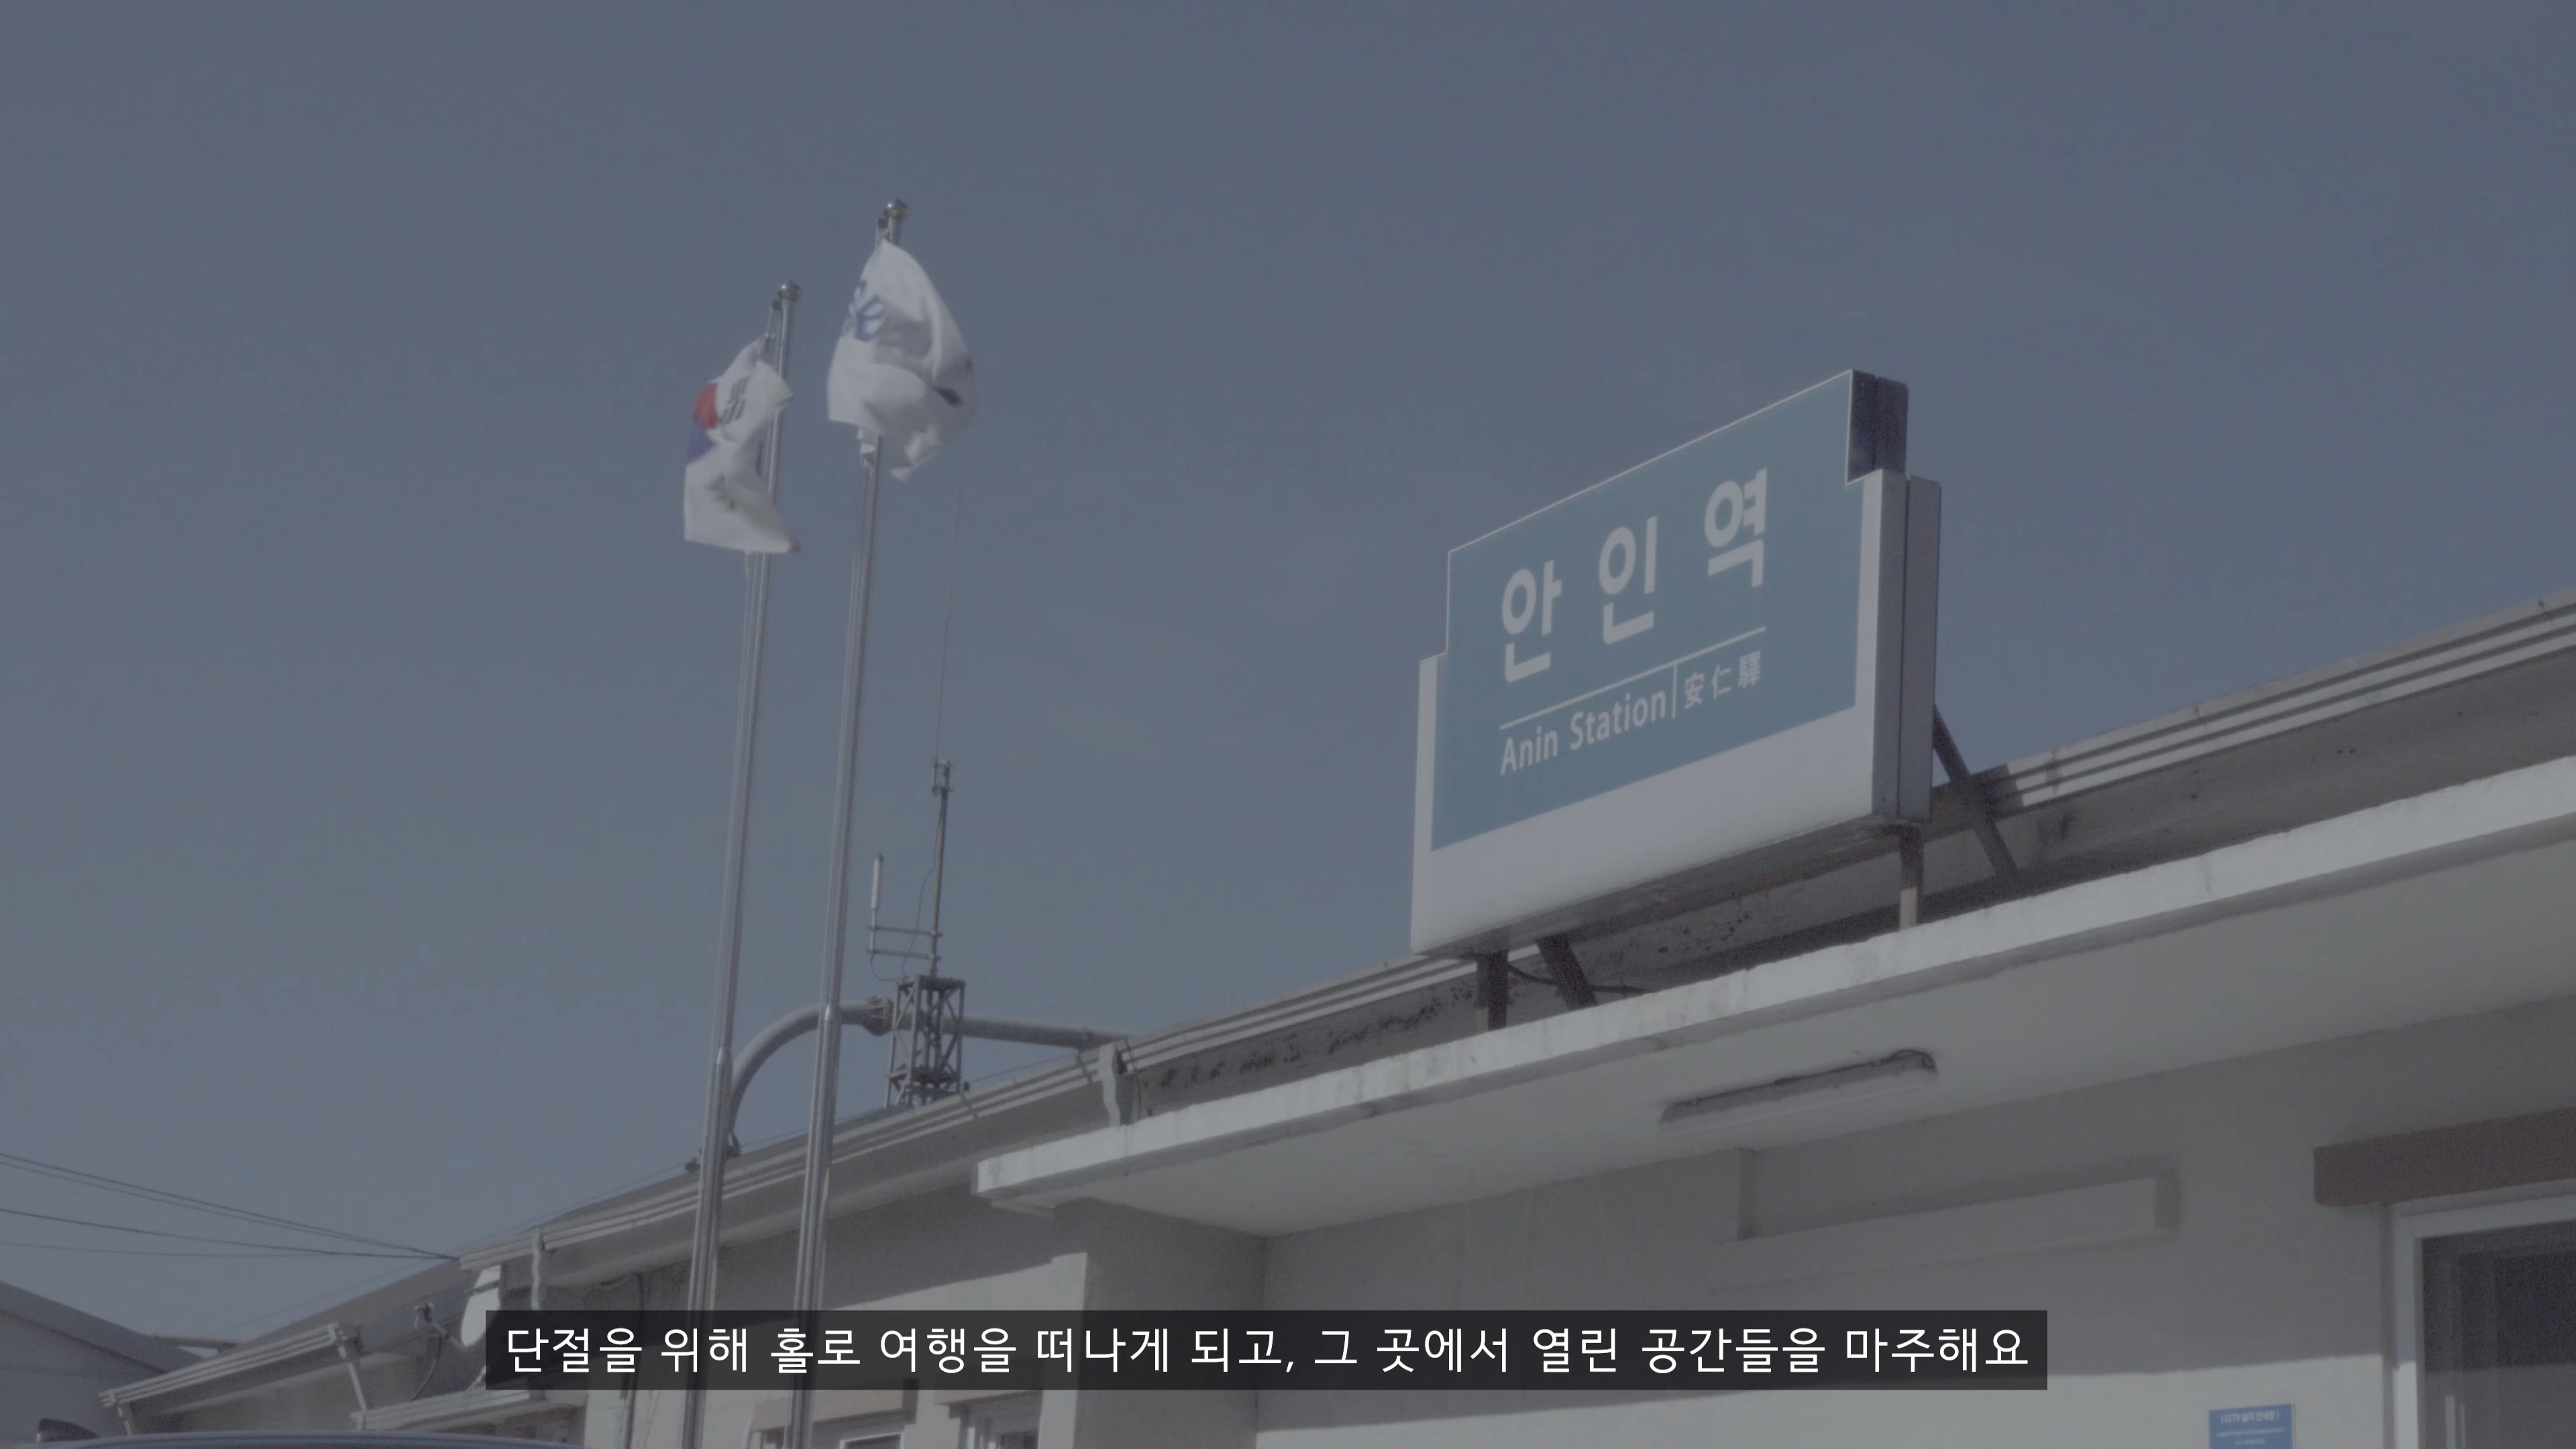 안인역
Anin Station 安仁驛
단절을 위해 홀로 여행을 떠나게 되고, 그 곳에서 열린 공간들을 마주해요